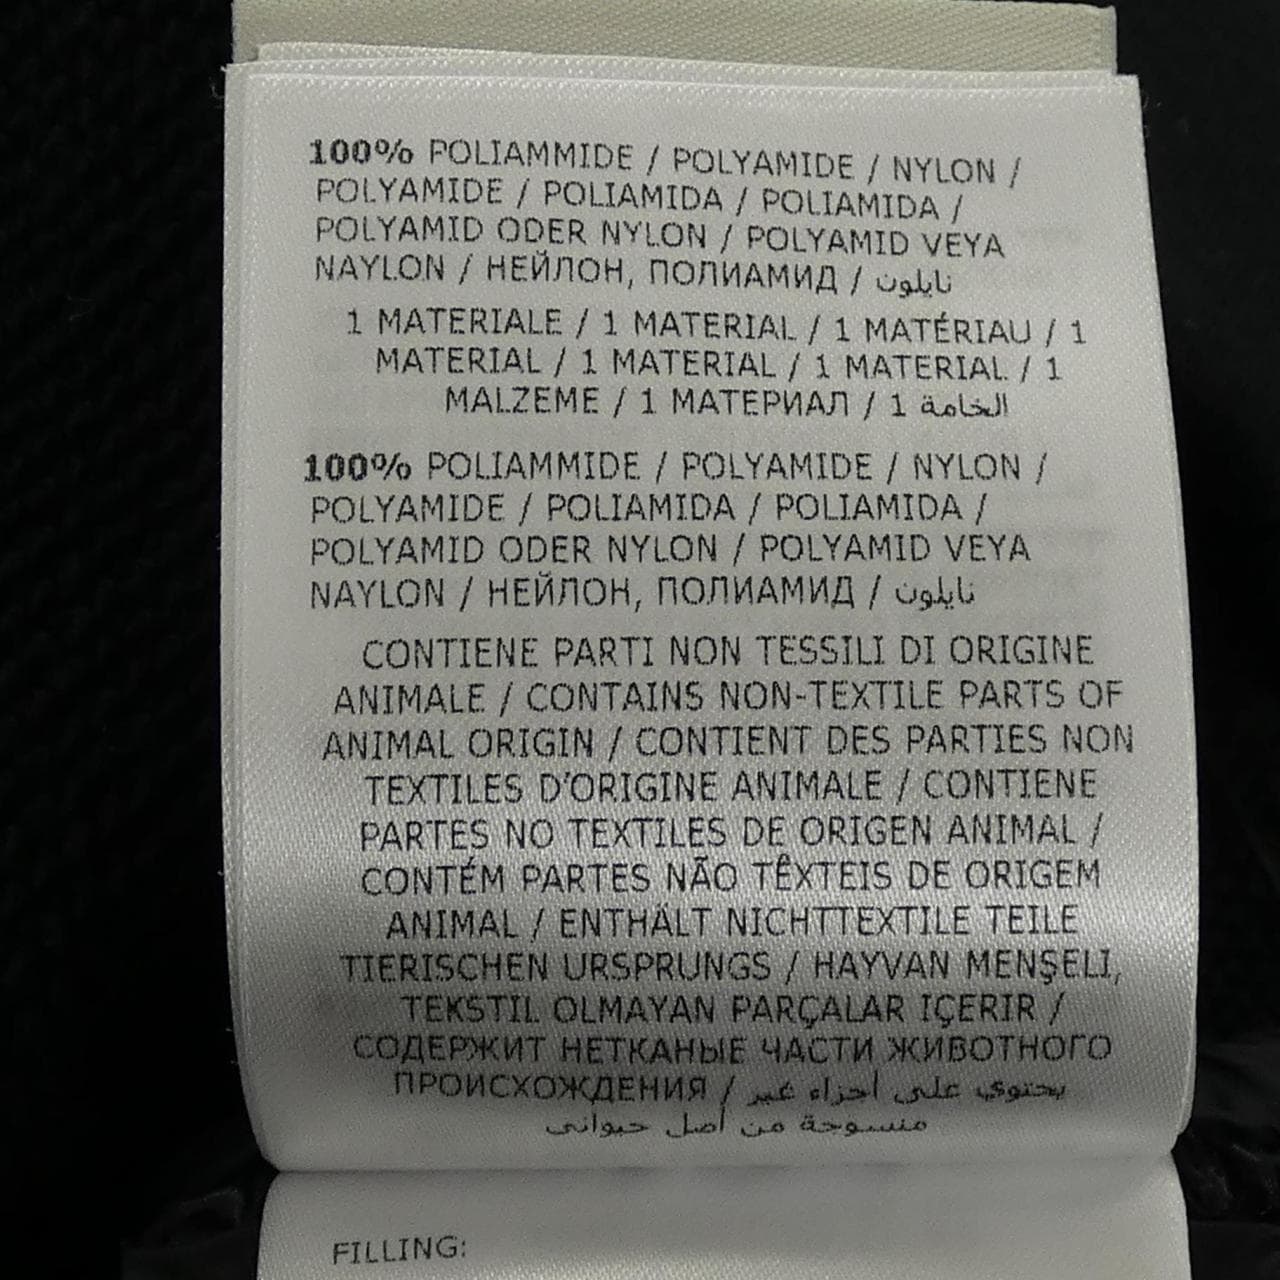 100% POLIAMMIDE / POLYAMIDE / NYLON /
POLYAMIDE / POLIAMIDA / POLIAMIDA /
POLYAMID ODER NYLON / POLYAMID VEYA
NAYLON / НЕЙЛОН, ПОЛИАМИД / نايلون
1 MATERIALE / 1 MATERIAL / 1 MATÉRIAU / 1
MATERIAL / 1 MATERIAL / 1 MATERIAL / 1
MALZEME / 1 МАТЕРИАЛ / 1 الخامة
100% POLIAMMIDE / POLYAMIDE / NYLON /
POLYAMIDE / POLIAMIDA / POLIAMIDA /
POLYAMID ODER NYLON / POLYAMID VEYA
NAYLON / НЕЙЛОН, ПОЛИАМИД / نايلون
CONTIENE PARTI NON TESSILI DI ORIGINE
ANIMALE / CONTAINS NON-TEXTILE PARTS OF
ANIMAL ORIGIN / CONTIENT DES PARTIES NON
TEXTILES D'ORIGINE ANIMALE / CONTIENE
PARTES NO TEXTILES DE ORIGEN ANIMAL /
CONTÉM PARTES NÃO TÊXTEIS DE ORIGEM
ANIMAL / ENTHÄLT NICHTTEXTILE TEILE
TIERISCHEN URSPRUNGS / HAYVAN MENŞELI,
TEKSTIL OLMAYAN PARÇALAR IÇERIR /
СОДЕРЖИТ НЕТКАНЫЕ ЧАСТИ ЖИВОТНОГО
ПРОИСХОЖДЕНИЯ / يحتوي على أجزاء غير
منسوجة من أصل حيواني
FILLING: